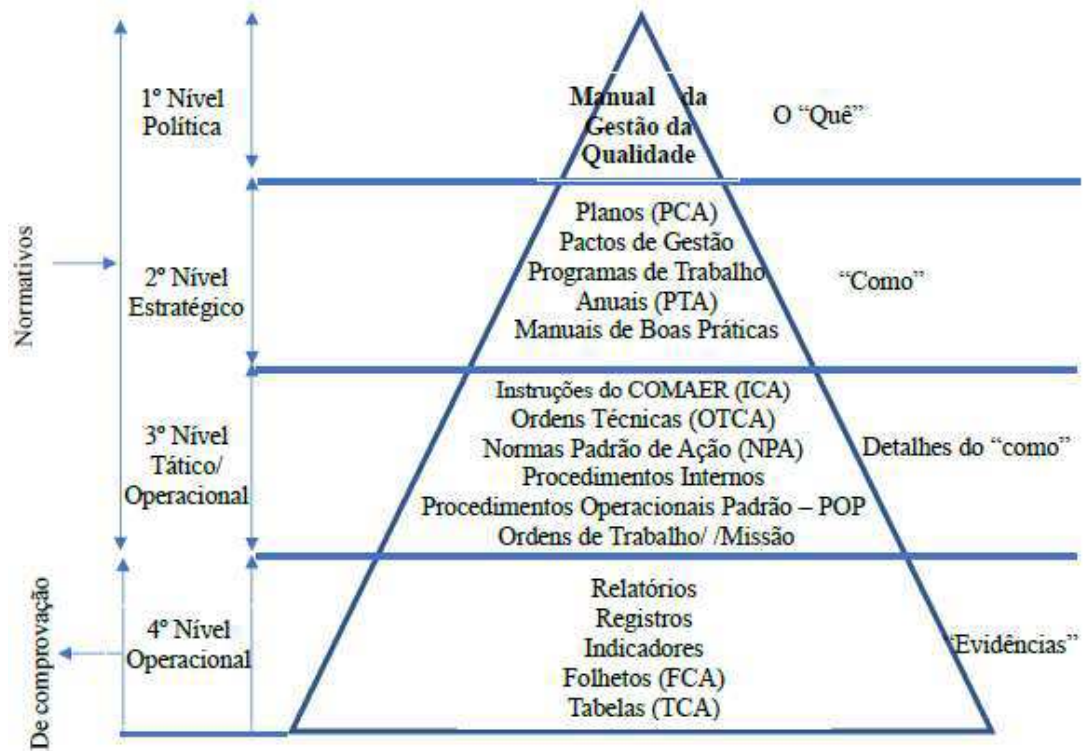 Normativos
De comprovação
1º Nível
Política
Manual da
Gestão da
Qualidade
O “Quê”
2º Nível
Estratégico
Planos (PCA)
Pactos de Gestão
Programas de Trabalho
Anuais (PTA)
Manuais de Boas Práticas
“Como”
3º Nível
Tático/
Operacional
Instruções do COMAER (ICA)
Ordens Técnicas (OTCA)
Normas Padrão de Ação (NPA)
Procedimentos Internos
Procedimentos Operacionais Padrão – POP
Ordens de Trabalho/ /Missão
Detalhes do “como”
4º Nível
Operacional
Relatórios
Registros
Indicadores
Folhetos (FCA)
Tabelas (TCA)
“Evidências”